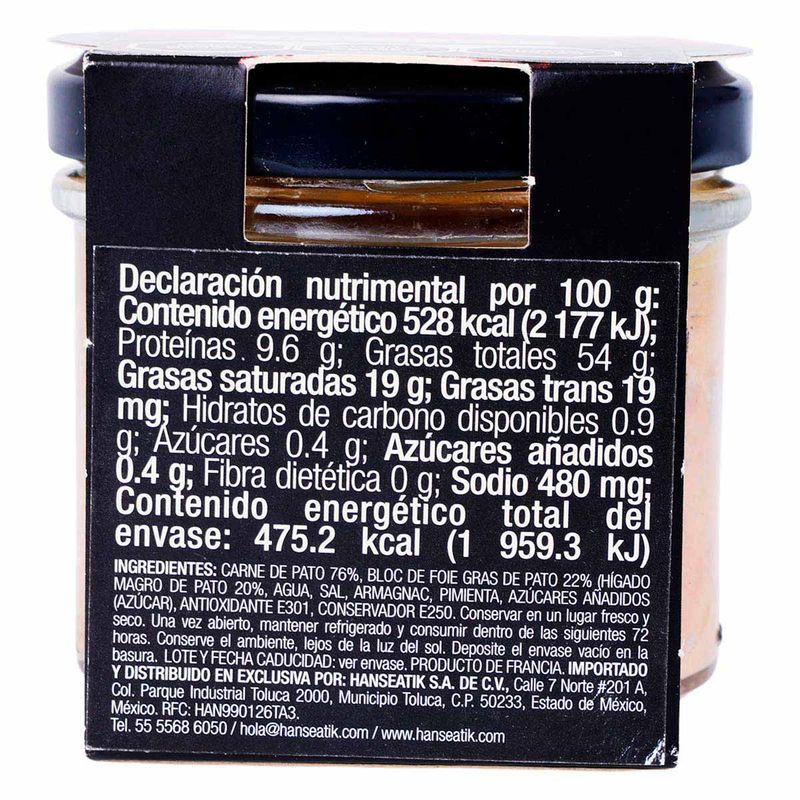 Declaración nutrimental por 100 g:
Contenido energético 528 kcal (2 177 kJ);
Proteínas 9.6 g; Grasas totales 54 g;
Grasas saturadas 19 g; Grasas trans 19
mg; Hidratos de carbono disponibles 0.9
g; Azúcares 0.4 g; Azúcares añadidos
0.4 g; Fibra dietética 0 g; Sodio 480 mg;
Contenido energético total del
envase: 475.2 kcal (1 959.3 kJ)
INGREDIENTES: CARNE DE PATO 76%, BLOC DE FOIE GRAS DE PATO 22% (HÍGADO
MAGRO DE PATO 20%, AGUA, SAL, ARMAGNAC, PIMIENTA, AZÚCARES AÑADIDOS
(AZÚCAR), ANTIOXIDANTE E301, CONSERVADOR E250. Conservar en un lugar fresco y
seco. Una vez abierto, mantener refrigerado y consumir dentro de las siguientes 72
horas. Conserve el ambiente, lejos de la luz del sol. Deposite el envase vacío en la
basura. LOTE Y FECHA CADUCIDAD: ver envase. PRODUCTO DE FRANCIA. IMPORTADO
Y DISTRIBUIDO EN EXCLUSIVA POR: HANSEATIK S.A. DE C.V., Calle 7 Norte #201 A,
Col. Parque Industrial Toluca 2000, Municipio Toluca, C.P. 50233, Estado de México,
México. RFC: HAN990126TA3.
Tel. 55 5568 6050 / hola@hanseatik.com / www.hanseatik.com